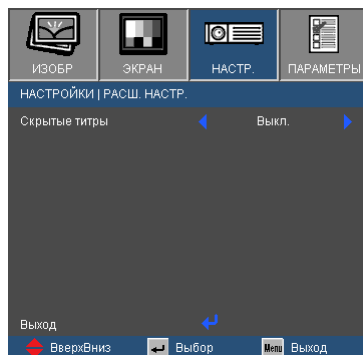 ИЗОБР ЭКРАН НАСТР. ПАРАМЕТРЫ
НАСТРОЙКИ | РАСШ. НАСТР.
Скрытые титры Выкл.
Выход
ВверхВниз Выбор Menu Выход